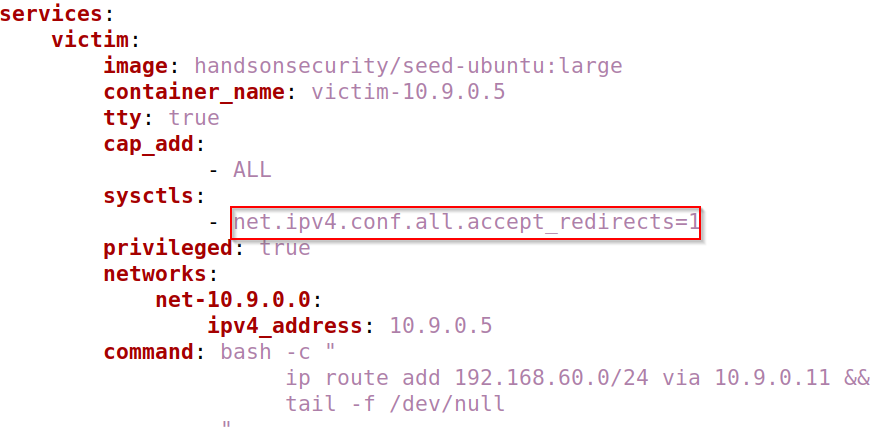 services:
victim:
image: handsonsecurity/seed-ubuntu:large
container_name: victim-10.9.0.5
tty: true
cap_add:
- ALL
sysctls:
- net.ipv4.conf.all.accept_redirects=1
privileged: true
networks:
net-10.9.0.0:
ipv4_address: 10.9.0.5
command: bash -c "
ip route add 192.168.60.0/24 via 10.9.0.11 &&
tail -f /dev/null
"